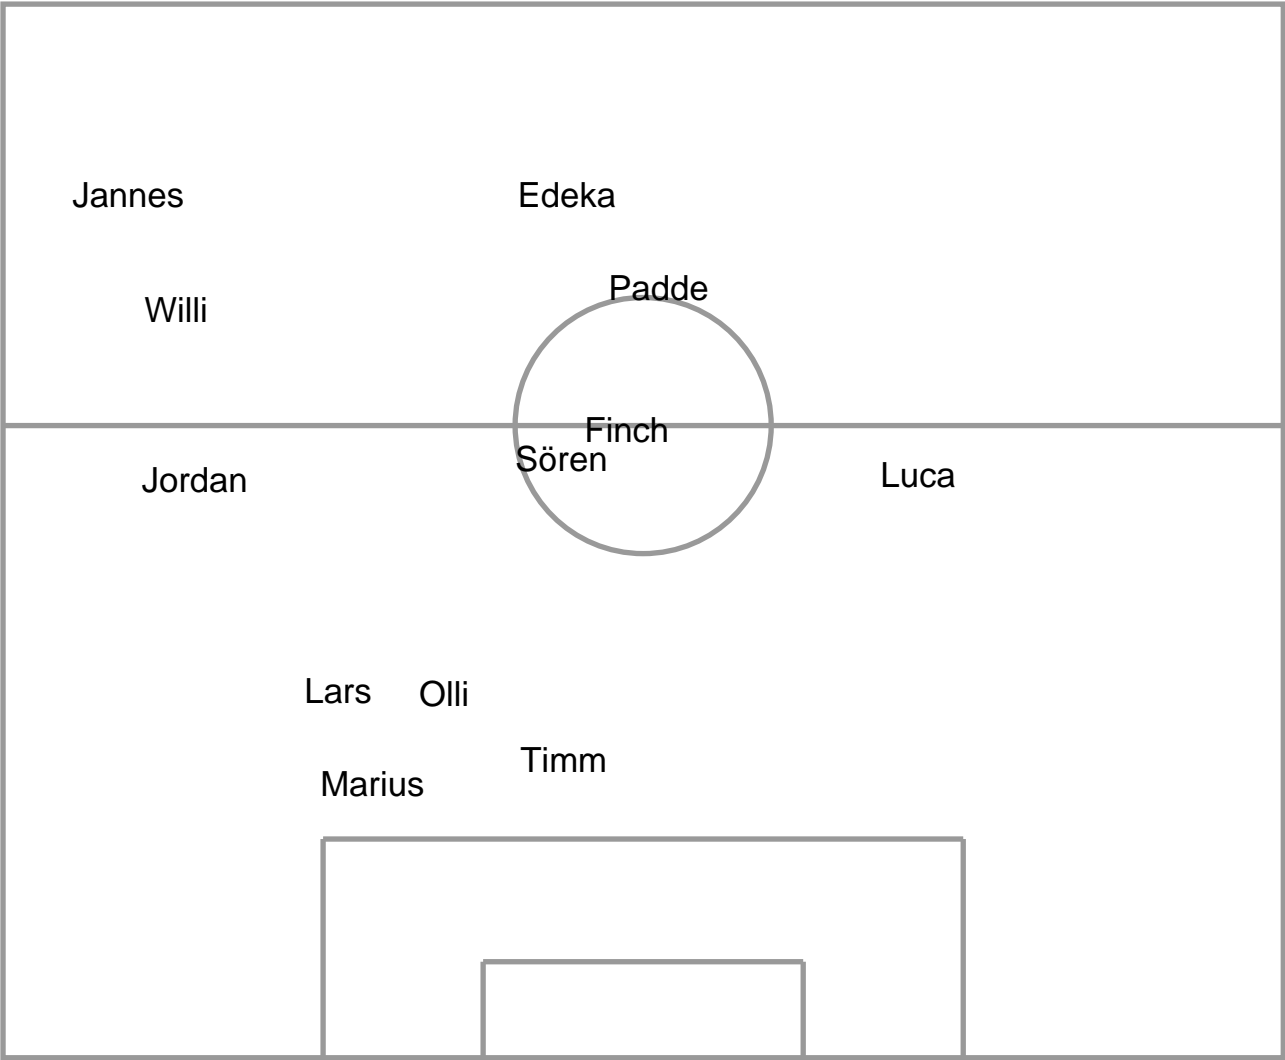 Jannes
Edeka
Padde
Willi
Finch
Sören
Luca
Jordan
Lars
Olli
Timm
Marius